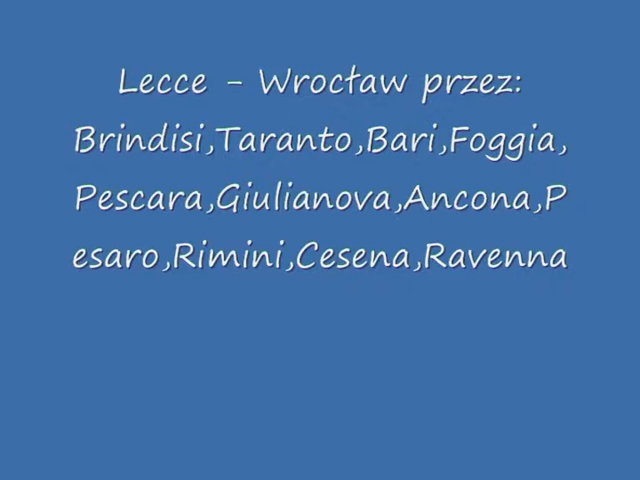 Lecce - Wrocław przez:
Brindisi,Taranto,Bari,Foggia,
Pescara,Giulianova,Ancona,P
esaro,Rimini,Cesena,Ravenna